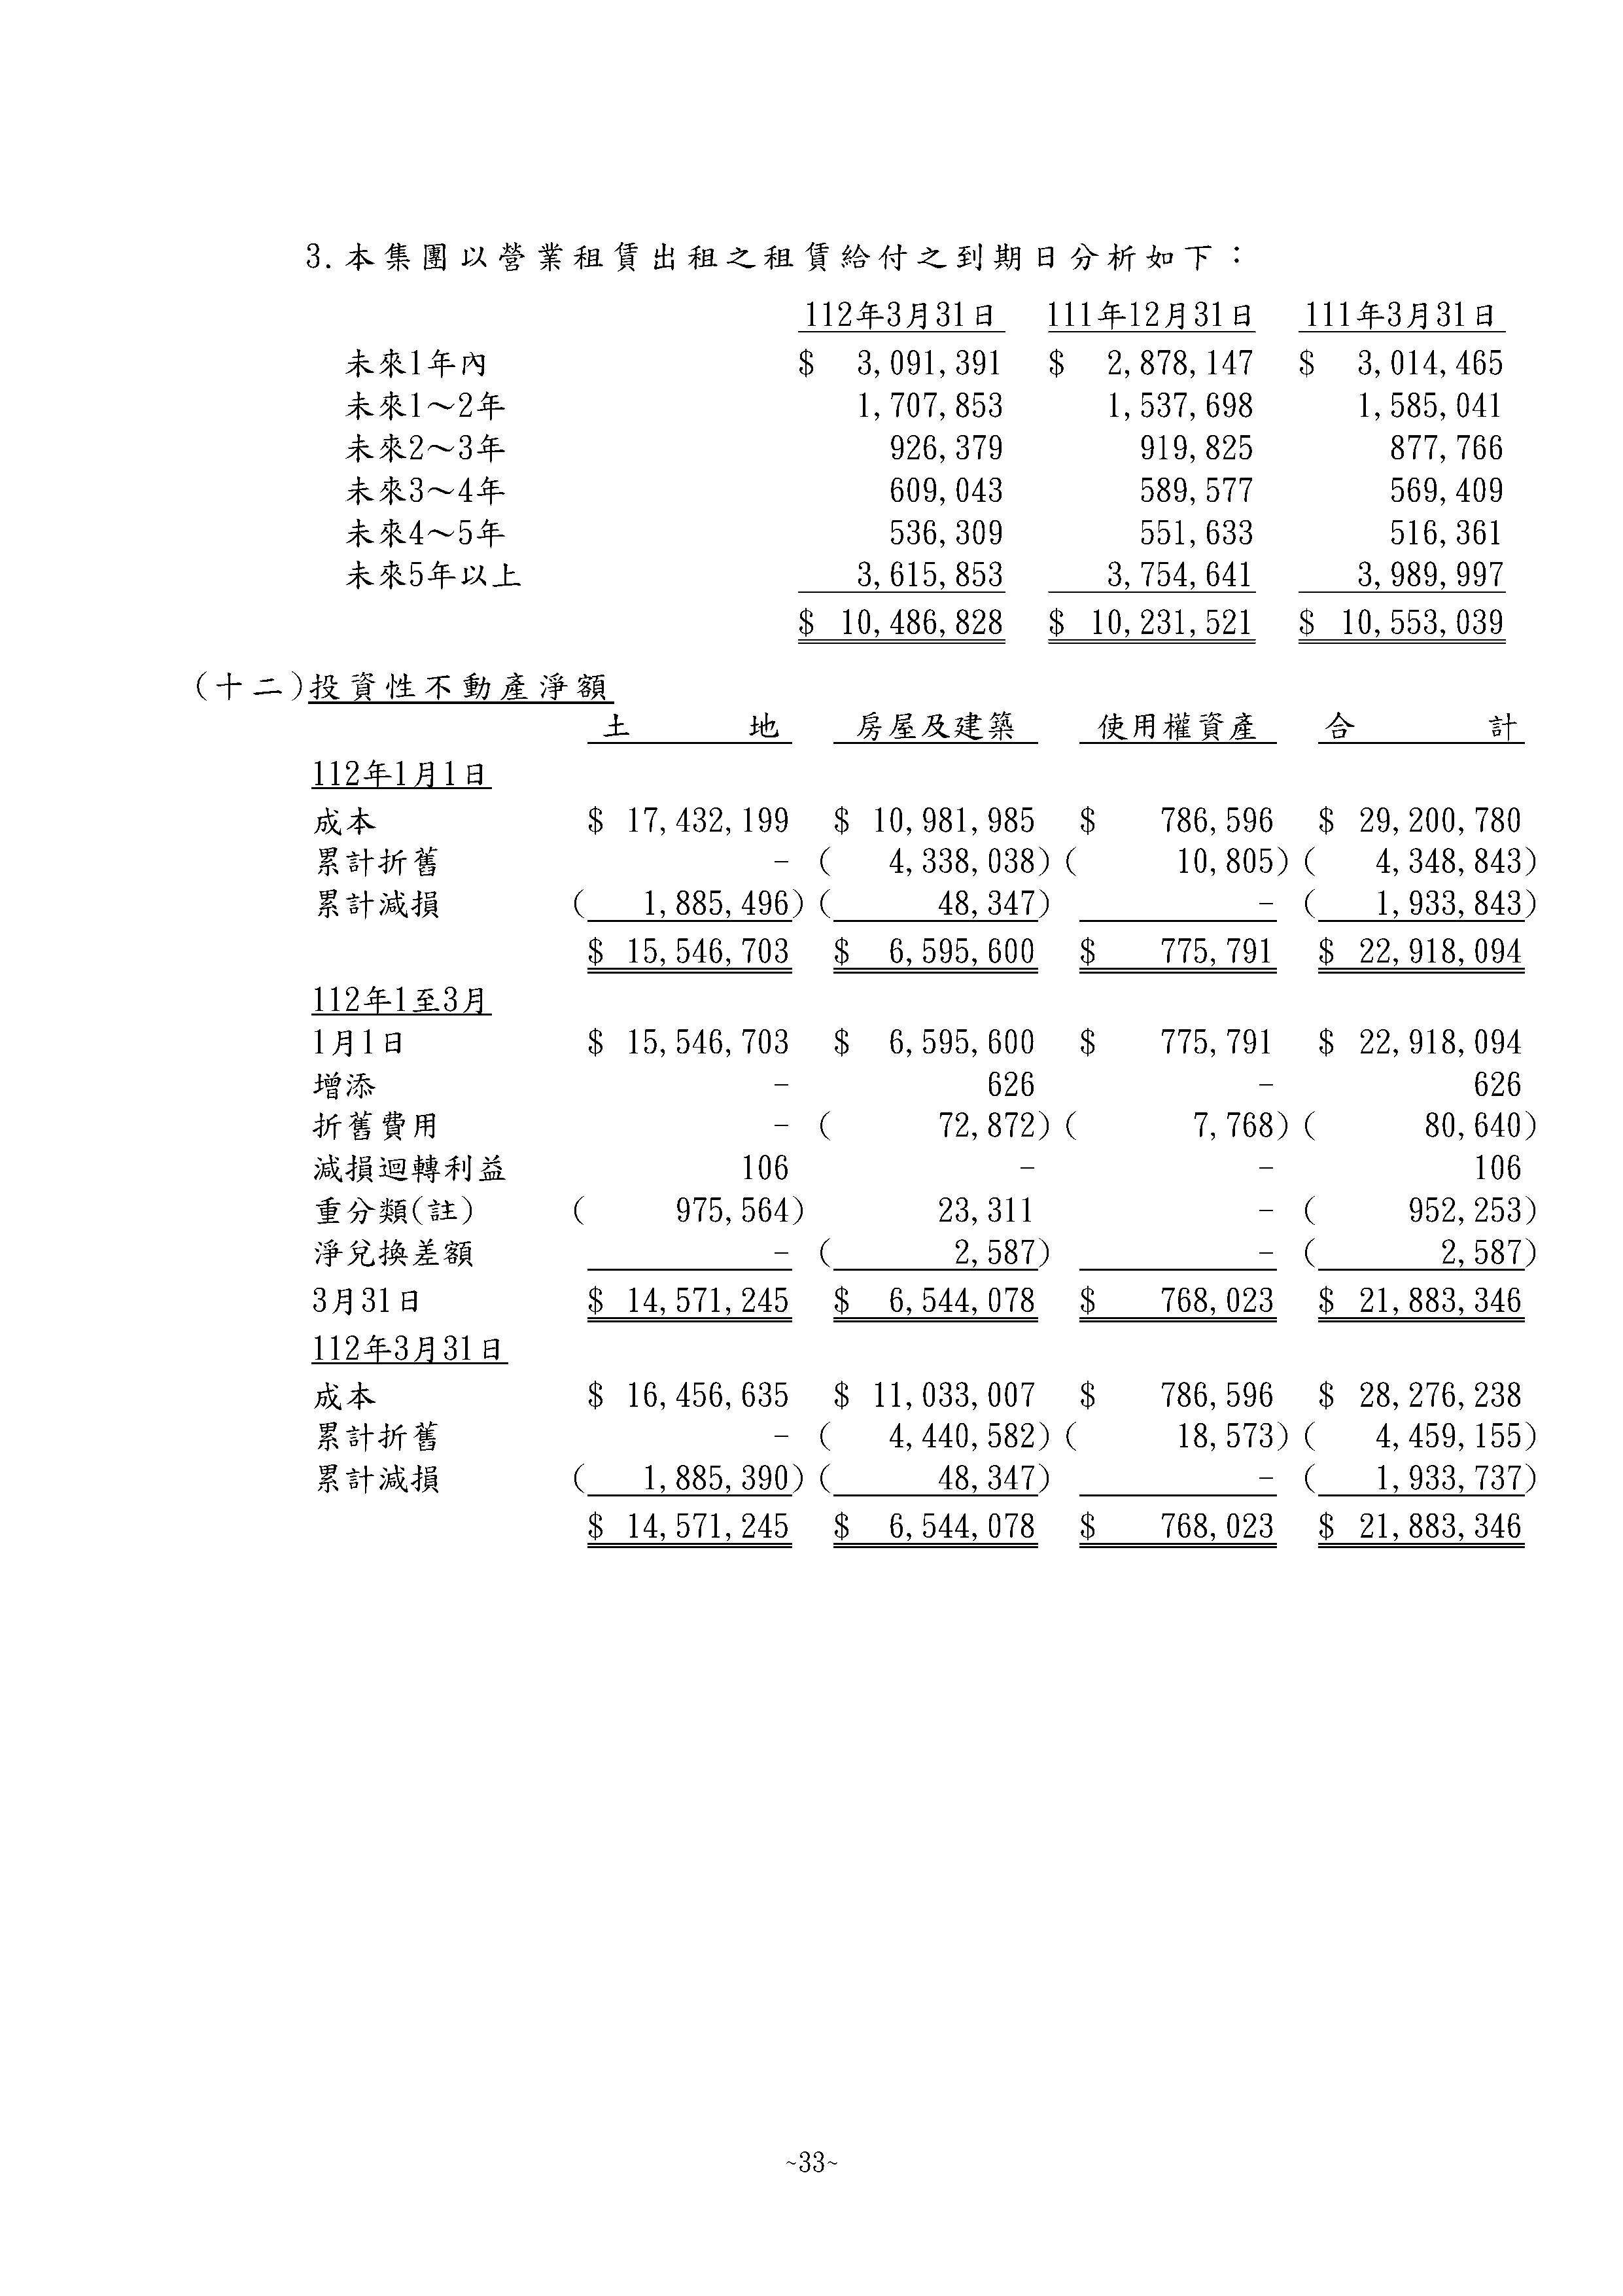 3.本集團以營業租賃出租之租賃給付之到期日分析如下：
112年3月31日 111年12月31日 111年3月31日
未來1年內 $ 3,091,391 $ 2,878,147 $ 3,014,465
未來1～2年 1,707,853 1,537,698 1,585,041
未來2～3年 926,379 919,825 877,766
未來3～4年 609,043 589,577 569,409
未來4～5年 536,309 551,633 516,361
未來5年以上 3,615,853 3,754,641 3,989,997
$ 10,486,828 $ 10,231,521 $ 10,553,039
(十二)投資性不動產淨額
土地 房屋及建築 使用權資產 合計
112年1月1日
成本 $ 17,432,199 $ 10,981,985 $ 786,596 $ 29,200,780
累計折舊 - ( 4,338,038) ( 10,805) ( 4,348,843)
累計減損 ( 1,885,496) ( 48,347) - ( 1,933,843)
$ 15,546,703 $ 6,595,600 $ 775,791 $ 22,918,094
112年1至3月
1月1日 $ 15,546,703 $ 6,595,600 $ 775,791 $ 22,918,094
增添 - 626 - 626
折舊費用 - ( 72,872) ( 7,768) ( 80,640)
減損迴轉利益 106 - - 106
重分類(註) ( 975,564) 23,311 - ( 952,253)
淨兌換差額 - ( 2,587) - ( 2,587)
3月31日 $ 14,571,245 $ 6,544,078 $ 768,023 $ 21,883,346
112年3月31日
成本 $ 16,456,635 $ 11,033,007 $ 786,596 $ 28,276,238
累計折舊 - ( 4,440,582) ( 18,573) ( 4,459,155)
累計減損 ( 1,885,390) ( 48,347) - ( 1,933,737)
$ 14,571,245 $ 6,544,078 $ 768,023 $ 21,883,346
~33~